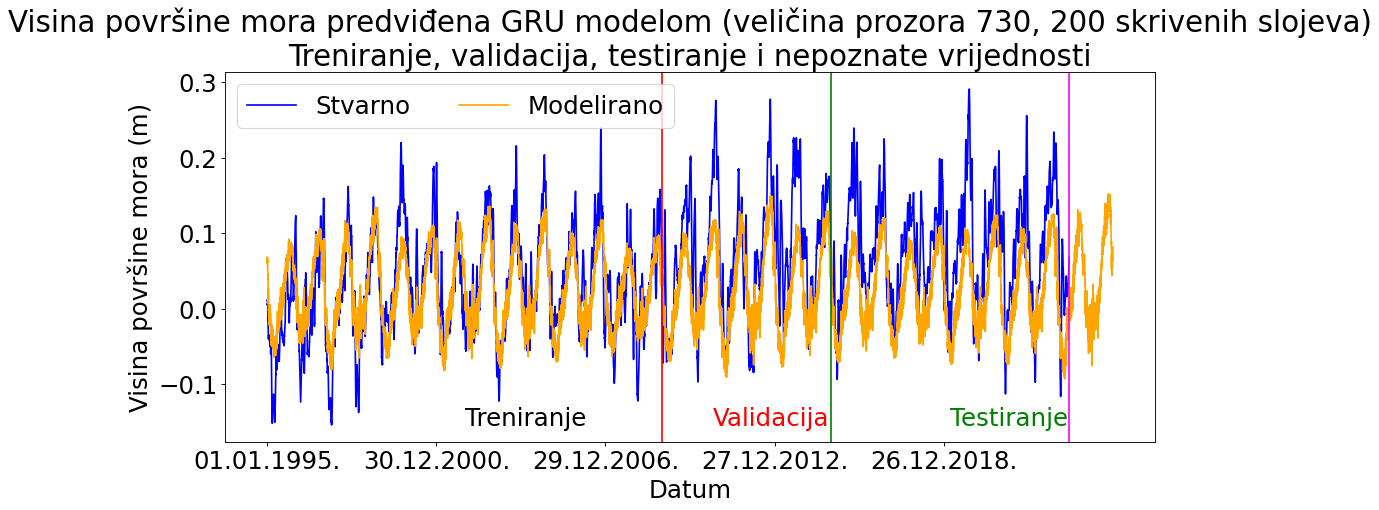 Visina površine mora predviđena GRU modelom (veličina prozora 730, 200 skrivenih slojeva)
Treniranje, validacija, testiranje i nepoznate vrijednosti
Stvarno Modelirano
Visina površine mora (m)
0.3
0.2
0.1
0.0
−0.1
Treniranje Validacija Testiranje
01.01.1995. 30.12.2000. 29.12.2006. 27.12.2012. 26.12.2018.
Datum